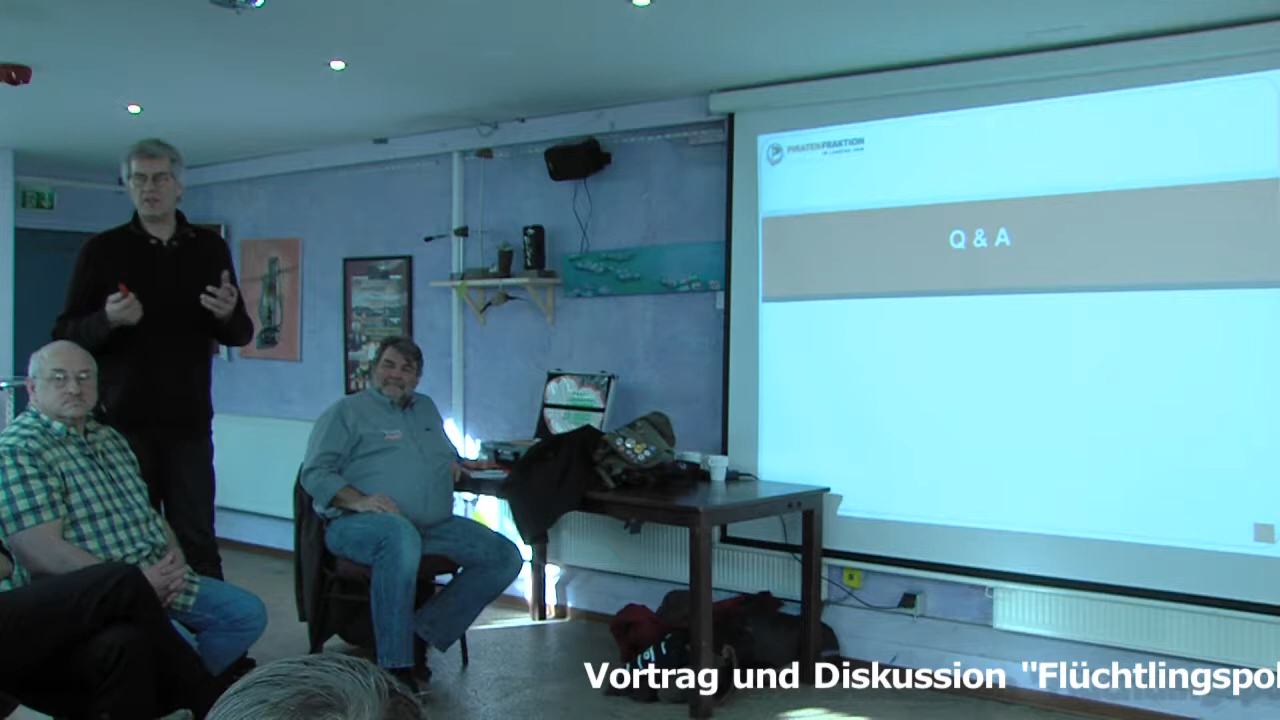 PIRATENFRAKTION
Q & A
Vortrag und Diskussion "Flüchtlingspol